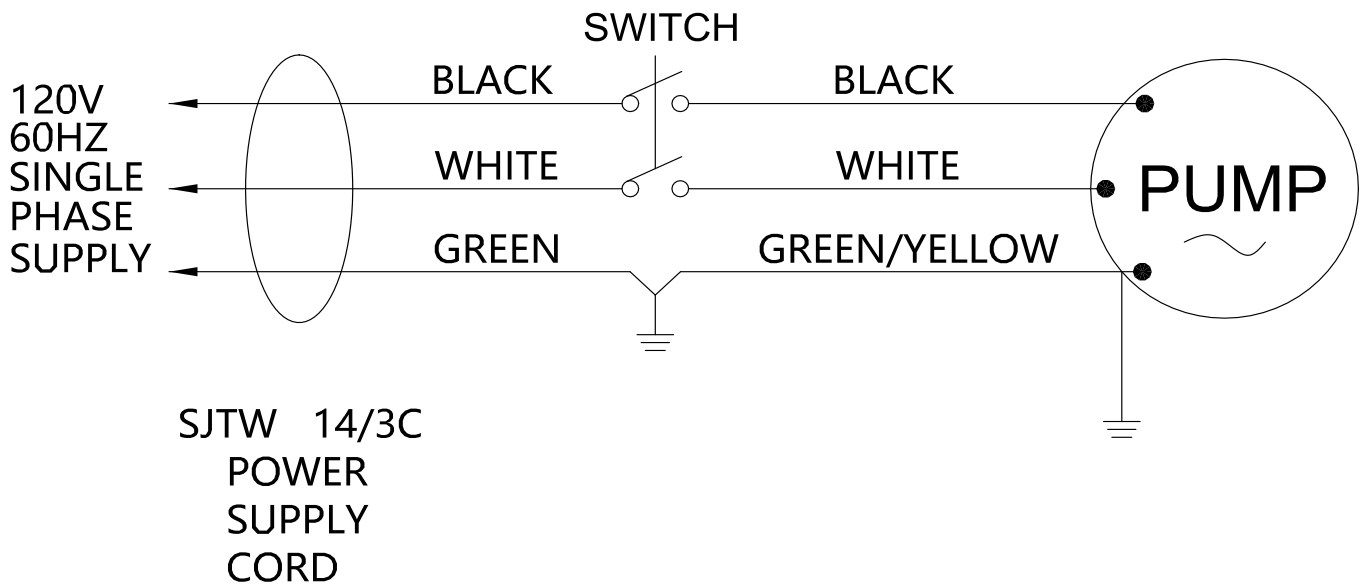 SWITCH
BLACK BLACK
120V
60HZ
WHITE WHITE
SINGLE
PHASE
PUMP
GREEN GREEN/YELLOW
SUPPLY
SJTW 14/3C
POWER
SUPPLY
CORD